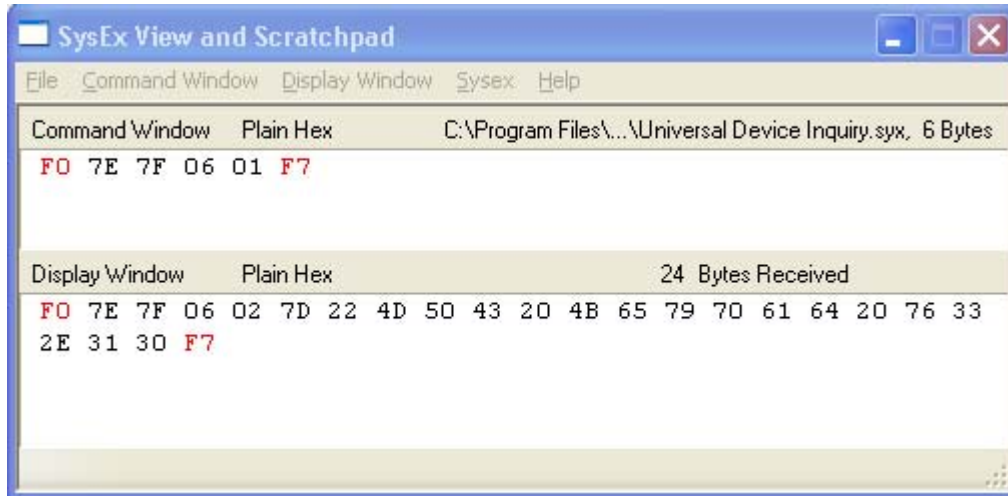 SysEx View and Scratchpad
File Command Window Display Window Sysex Help
Command Window Plain Hex C:\Program Files\...\Universal Device Inquiry.syx, 6 Bytes
F0 7E 7F 06 01 F7
Display Window Plain Hex 24 Bytes Received
F0 7E 7F 06 02 7D 22 4D 50 43 20 4B 65 79 70 61 64 20 76 33
2E 31 30 F7